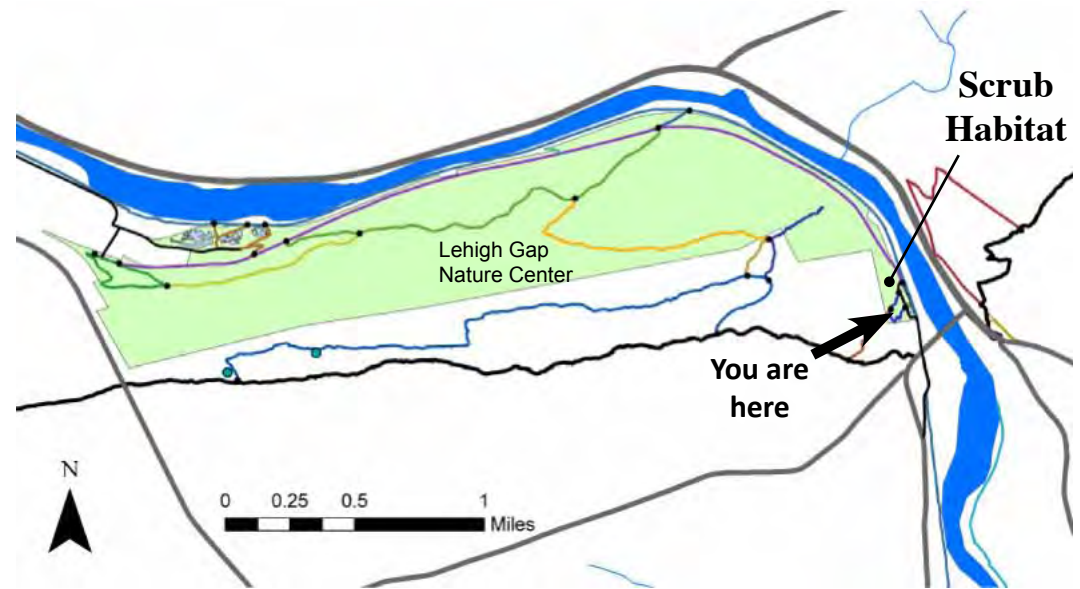 Scrub
Habitat
Lehigh Gap
Nature Center
You are
here
N
0 0.25 0.5 1
Miles